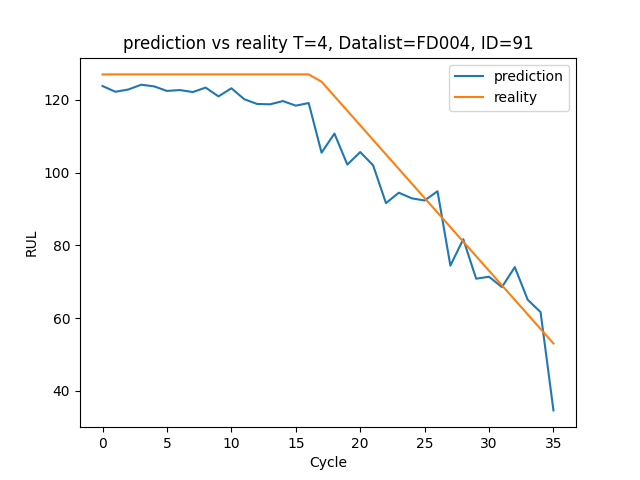 prediction vs reality T=4, Datalist=FD004, ID=91
prediction
reality
120
100
80
60
40
RUL
0 5 10 15 20 25 30 35
Cycle